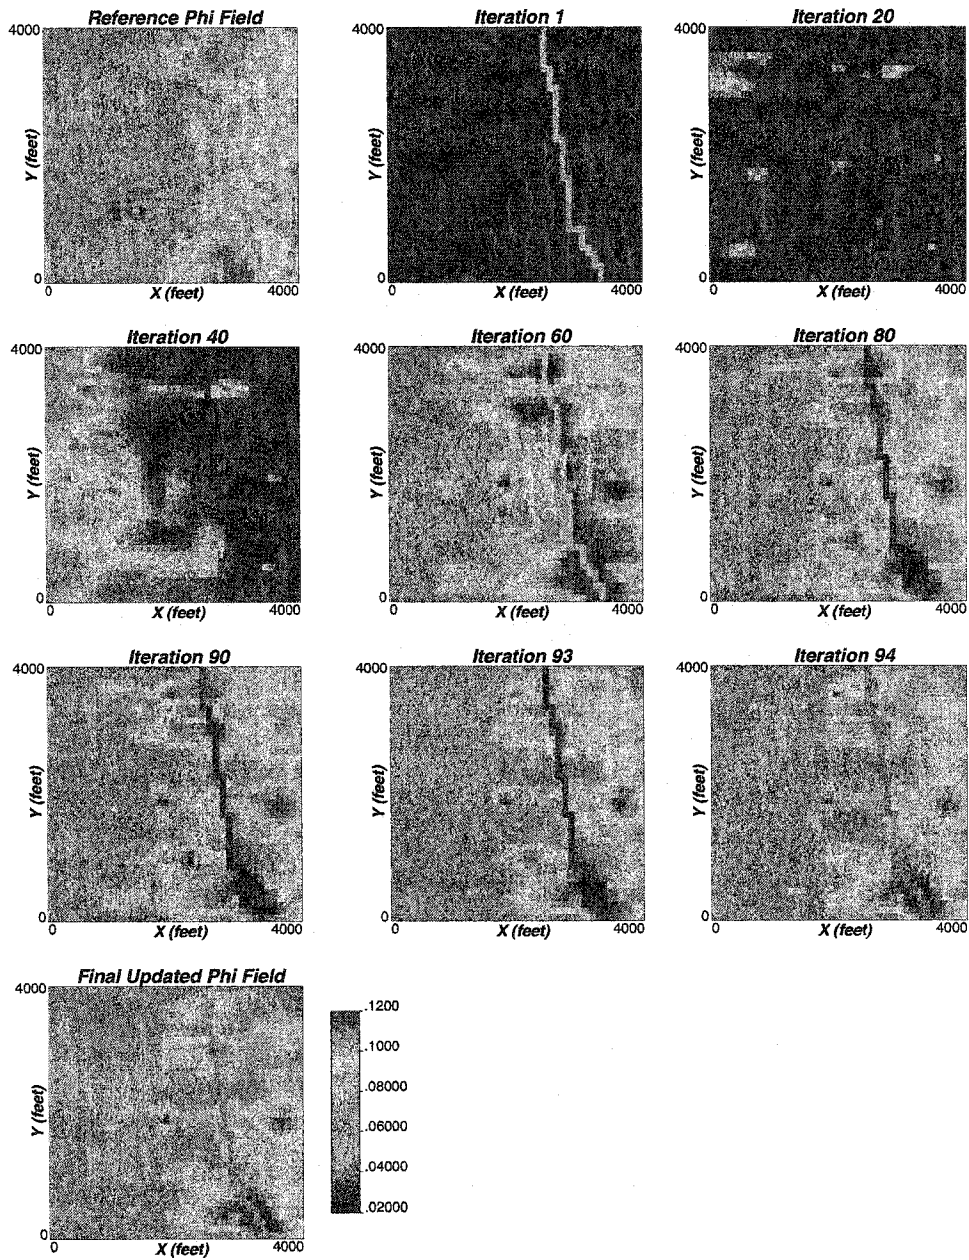 Reference Phi Field
4000
Y (feet)
0
0
X (feet)
4000
Iteration 1
4000
Y (feet)
0
0
X (feet)
4000
Iteration 20
4000
Y (feet)
0
0
X (feet)
4000
Iteration 40
4000
Y (feet)
0
0
X (feet)
4000
Iteration 60
4000
Y (feet)
0
0
X (feet)
4000
Iteration 80
4000
Y (feet)
0
0
X (feet)
4000
Iteration 90
4000
Y (feet)
0
0
X (feet)
4000
Iteration 93
4000
Y (feet)
0
0
X (feet)
4000
Iteration 94
4000
Y (feet)
0
0
X (feet)
4000
Final Updated Phi Field
4000
Y (feet)
0
0
X (feet)
4000
.1200
.1000
.08000
.06000
.04000
.02000